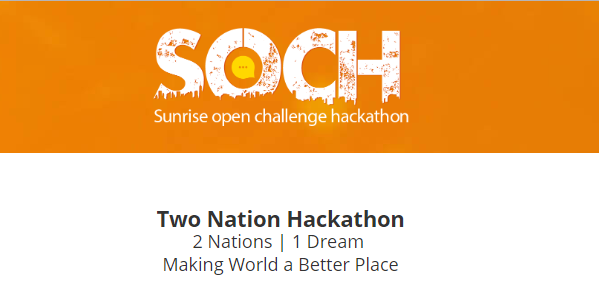 SOCH
Sunrise open challenge hackathon
Two Nation Hackathon
2 Nations | 1 Dream
Making World a Better Place